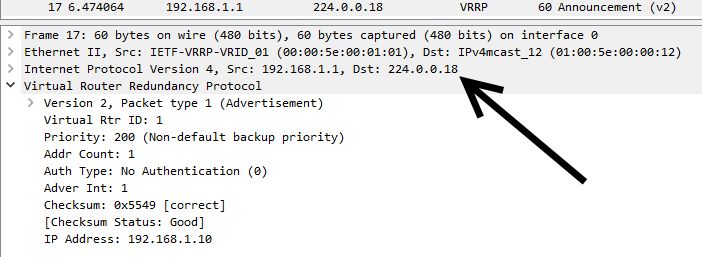 17 6.474064 192.168.1.1 224.0.0.18 VRRP 60 Announcement (v2)
Frame 17: 60 bytes on wire (480 bits), 60 bytes captured (480 bits) on interface 0
Ethernet II, Src: IETF-VRRP-VRID_01 (00:00:5e:00:01:01), Dst: IPv4mcast_12 (01:00:5e:00:00:12)
Internet Protocol Version 4, Src: 192.168.1.1, Dst: 224.0.0.18
Virtual Router Redundancy Protocol
Version 2, Packet type 1 (Advertisement)
Virtual Rtr ID: 1
Priority: 200 (Non-default backup priority)
Addr Count: 1
Auth Type: No Authentication (0)
Adver Int: 1
Checksum: 0x5549 [correct]
[Checksum Status: Good]
IP Address: 192.168.1.10